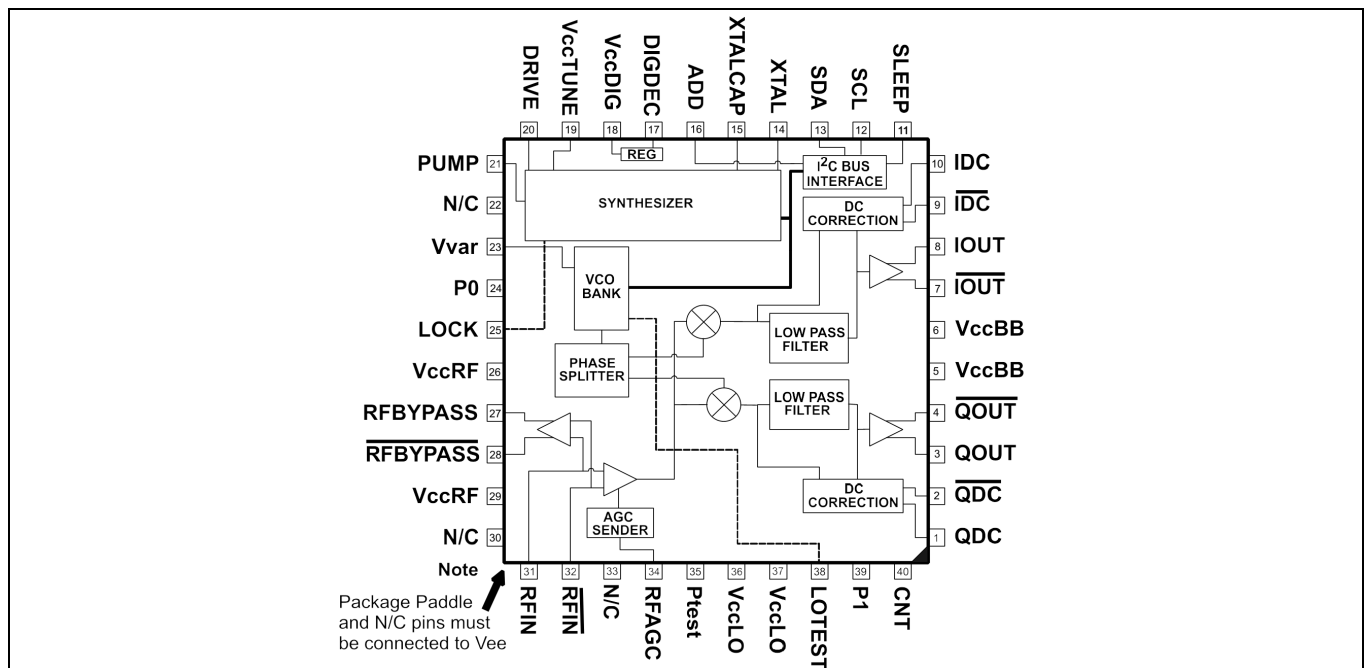 DRIVE
VccTUNE
VccDIG
DIGDEC
ADD
XTALCAP
XTAL
SDA
SCL
SLEEP
20
19
18
17
16
15
14
13
12
11
PUMP 21
N/C 22
Vvar 23
P0 24
LOCK 25
VccRF 26
RFBYPASS 27
RFBYPASS 28
VccRF 29
N/C 30
REG
SYNTHESIZER
I2C BUS
INTERFACE
DC
CORRECTION
VCO
BANK
LOW PASS
FILTER
PHASE
SPLITTER
LOW PASS
FILTER
DC
CORRECTION
AGC
SENDER
10 IDC
9 IDC
8 IOUT
7 IOUT
6 VccBB
5 VccBB
4 QOUT
3 QOUT
2 QDC
1 QDC
31
32
33
34
35
36
37
38
39
40
RFIN
RFIN
N/C
RFAGC
Ptest
VccLO
VccLO
LOTEST
P1
CNT
Note
Package Paddle
and N/C pins must
be connected to Vee